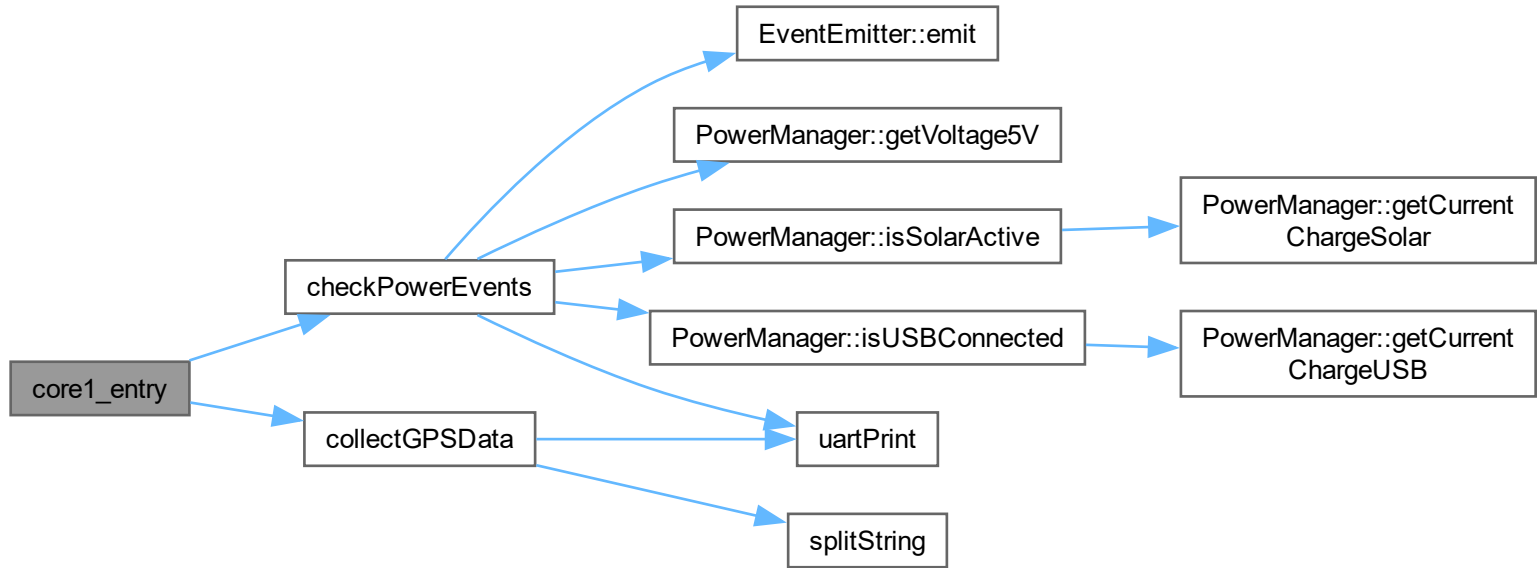 EventEmitter::emit
PowerManager::getVoltage5V
PowerManager::isSolarActive
PowerManager::getCurrent
ChargeSolar
checkPowerEvents
PowerManager::isUSBConnected
PowerManager::getCurrent
ChargeUSB
core1_entry
collectGPSData
uartPrint
splitString